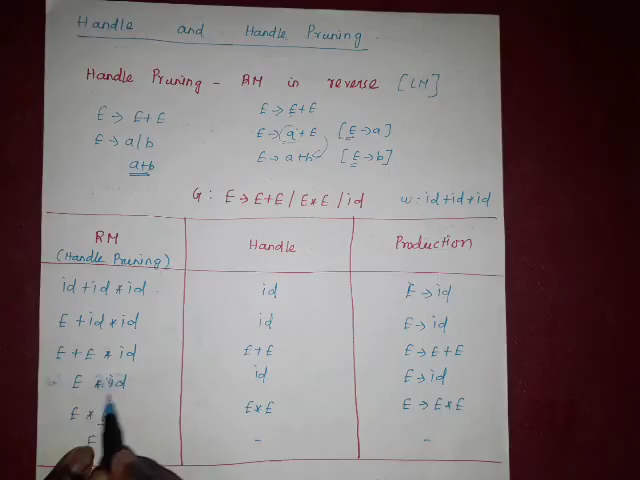 Handle and Handle Pruning.
Handle Pruning - RM in reverse [LM]
E → E+E
E → a/b
a+b
E → E+E
E → a+E [E→a]
E → a+b [E→b]
G: E → E+E / E*E / id w: id+id+id
RM (Handle Pruning) Handle Production
id+id*id id E → id
E+id*id id E → id
E+E*id E+E E → E+E
E*id id E → id
E* E*E E → E*E
E - -